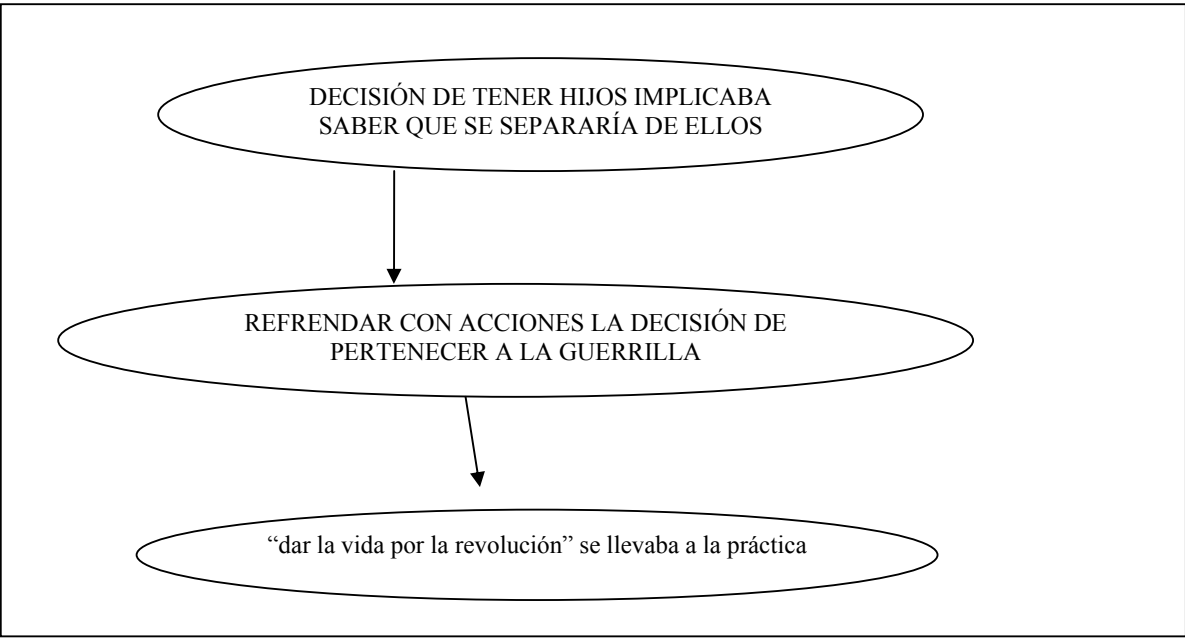 DECISIÓN DE TENER HIJOS IMPLICABA
SABER QUE SE SEPARARÍA DE ELLOS
REFRENDAR CON ACCIONES LA DECISIÓN DE
PERTENECER A LA GUERRILLA
“dar la vida por la revolución” se llevaba a la práctica